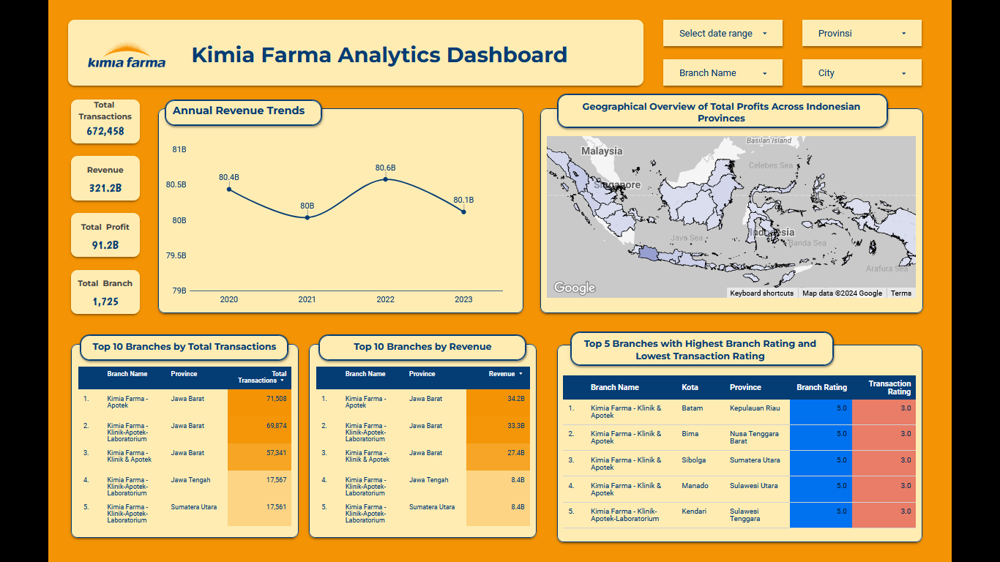 kimia farma
Kimia Farma Analytics Dashboard
Select date range
Provinsi
Branch Name
City
Total
Transactions
672,458
Revenue
321.2B
Total Profit
91.2B
Total Branch
1,725
Annual Revenue Trends
81B
80.5B
80B
79.5B
79B
80.4B
80B
80.6B
80.1B
2020
2021
2022
2023
Geographical Overview of Total Profits Across Indonesian
Provinces
Basilan Island
Malaysia
Celebes Sea
Singapore
Java Sea
Indonesia
Banda Sea
Arafura Sea
Google
Keyboard shortcuts
Map data ©2024 Google
Terms
Top 10 Branches by Total Transactions
Branch Name Province Total
Transactions
1. Kimia Farma - Jawa Barat 71,508
Apotek
2. Kimia Farma - Jawa Barat 69,874
Klinik-Apotek-
Laboratorium
3. Kimia Farma - Jawa Barat 57,341
Klinik & Apotek
4. Kimia Farma - Jawa Tengah 17,567
Klinik-Apotek-
Laboratorium
5. Kimia Farma - Sumatera Utara 17,561
Klinik-Apotek-
Laboratorium
Top 10 Branches by Revenue
Branch Name Province Revenue
1. Kimia Farma - Jawa Barat 34.2B
Apotek
2. Kimia Farma - Jawa Barat 33.3B
Klinik-Apotek-
Laboratorium
3. Kimia Farma - Jawa Barat 27.4B
Klinik & Apotek
4. Kimia Farma - Jawa Tengah 8.4B
Klinik-Apotek-
Laboratorium
5. Kimia Farma - Sumatera Utara 8.4B
Klinik-Apotek-
Laboratorium
Top 5 Branches with Highest Branch Rating and
Lowest Transaction Rating
Branch Name Kota Province Branch Rating Transaction
Rating
1. Kimia Farma - Klinik & Batam Kepulauan Riau 5.0 3.0
Apotek
2. Kimia Farma - Klinik & Bima Nusa Tenggara 5.0 3.0
Apotek Barat
3. Kimia Farma - Klinik & Sibolga Sumatera Utara 5.0 3.0
Apotek
4. Kimia Farma - Klinik & Manado Sulawesi Utara 5.0 3.0
Apotek
5. Kimia Farma - Klinik- Kendari Sulawesi 5.0 3.0
Apotek-Laboratorium Tenggara